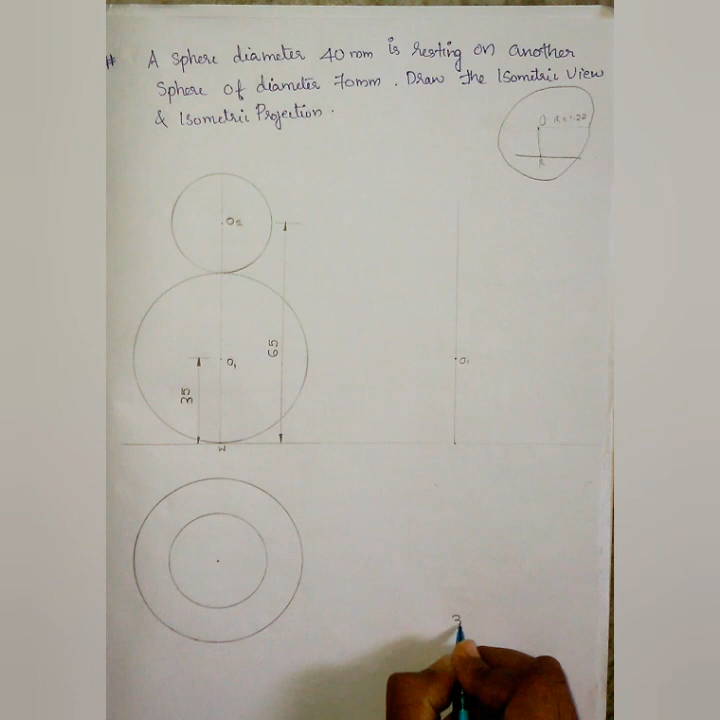 # A Sphere diameter 40 mm is resting on another
Sphere of diameter 70mm. Draw the Isometric View
& Isometric Projection.
O
R
O₂
65
O₁
O₁
35
3